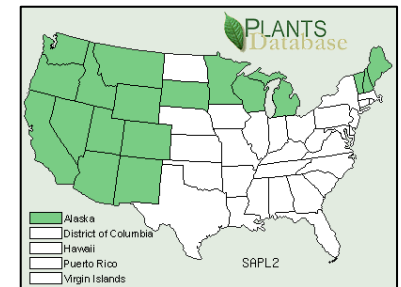 PLANTS
Database
Alaska
District of Columbia
Hawaii
Puerto Rico
Virgin Islands
SAPL2